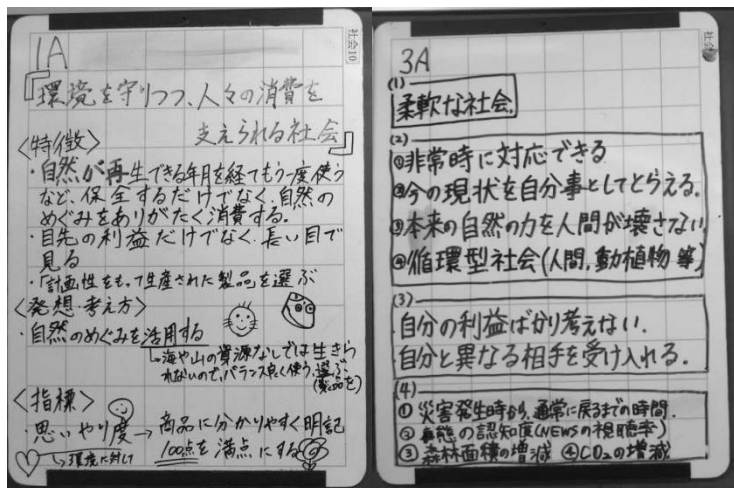 社会10
1A
『環境を守りつつ、人々の消費を
支えられる社会』
<特徴>
・自然が再生できる年月を経てもう一度使う
など、保全するだけでなく、自然の
めぐみをありがたく消費する。
・目先の利益だけでなく、長い目で
見る
・「計画性をもって生産された製品」を選ぶ
<発想・考え方>
・自然のめぐみを活用する
海や山の資源なしでは生きら
れないので、バランス良く使う、選ぶ
(製品を)
<指標>
・思いやり度→商品に分かりやすく明記
→環境に対して
100点を満点にする
社会
3A
(1)
柔軟な社会.
(2)
①非常時に対応できる
②今の現状を自分事としてとらえる.
③本来の自然の力を人間が壊さない
④循環型社会(人間,動植物 等)
(3)
自分の利益ばかり考えない.
自分と異なる相手を受け入れる.
(4)
① 災害発生時から、通常に戻るまでの時間.
② 事態の認知度(NEWSの視聴率)
③ 森林面積の増減 ④CO₂の増減